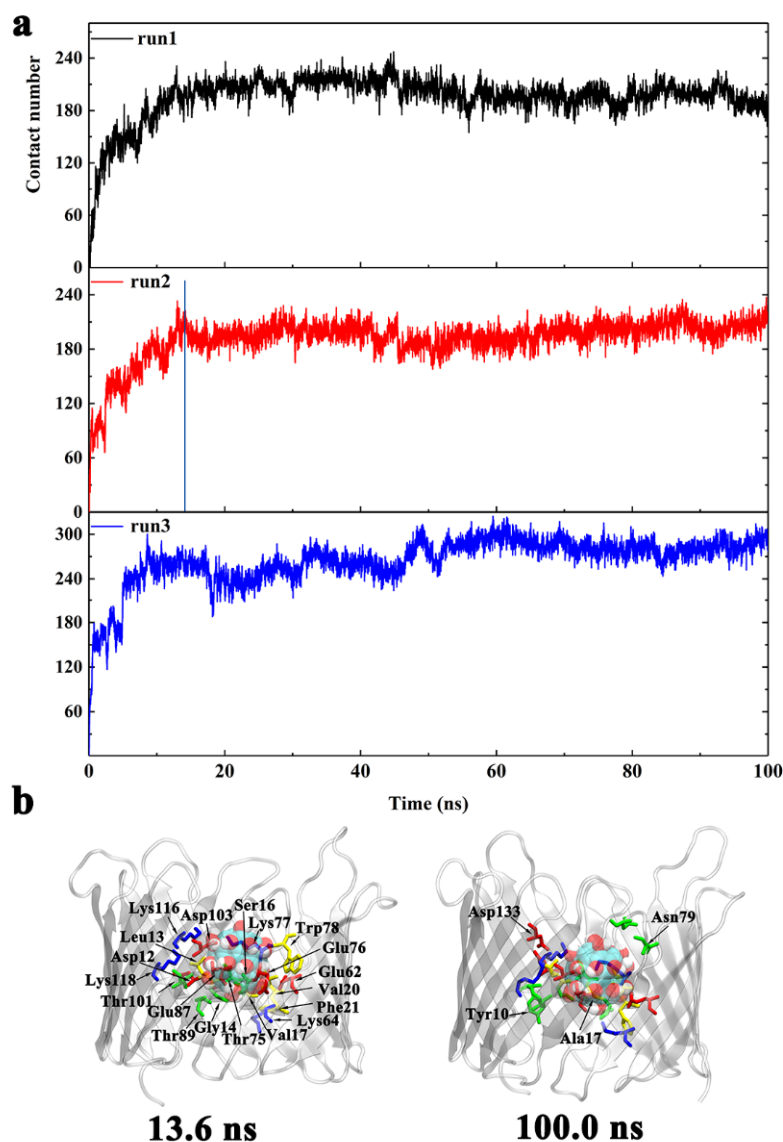 a
run1
240
180
120
60
0
Contact number
run2
240
180
120
60
0
run3
300
240
180
120
60
0 20 40 60 80 100
Time (ns)
b
Ser16
Lys116
Asp103
Lys77
Trp78
Leu13
Glu76
Asp12
Glu62
Lys118
Val20
Thr101
Phe21
Glu87
Lys64
Thr89
Gly14
Thr75
Val17
Asp133
Asn79
Tyr10
Ala17
13.6 ns
100.0 ns